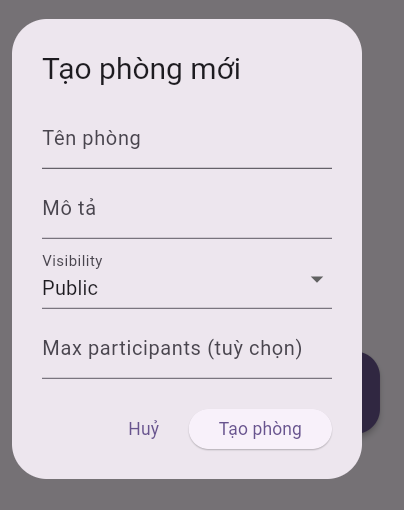 Tạo phòng mới
Tên phòng
Mô tả
Visibility
Public
Max participants (tuỳ chọn)
Huỷ
Tạo phòng